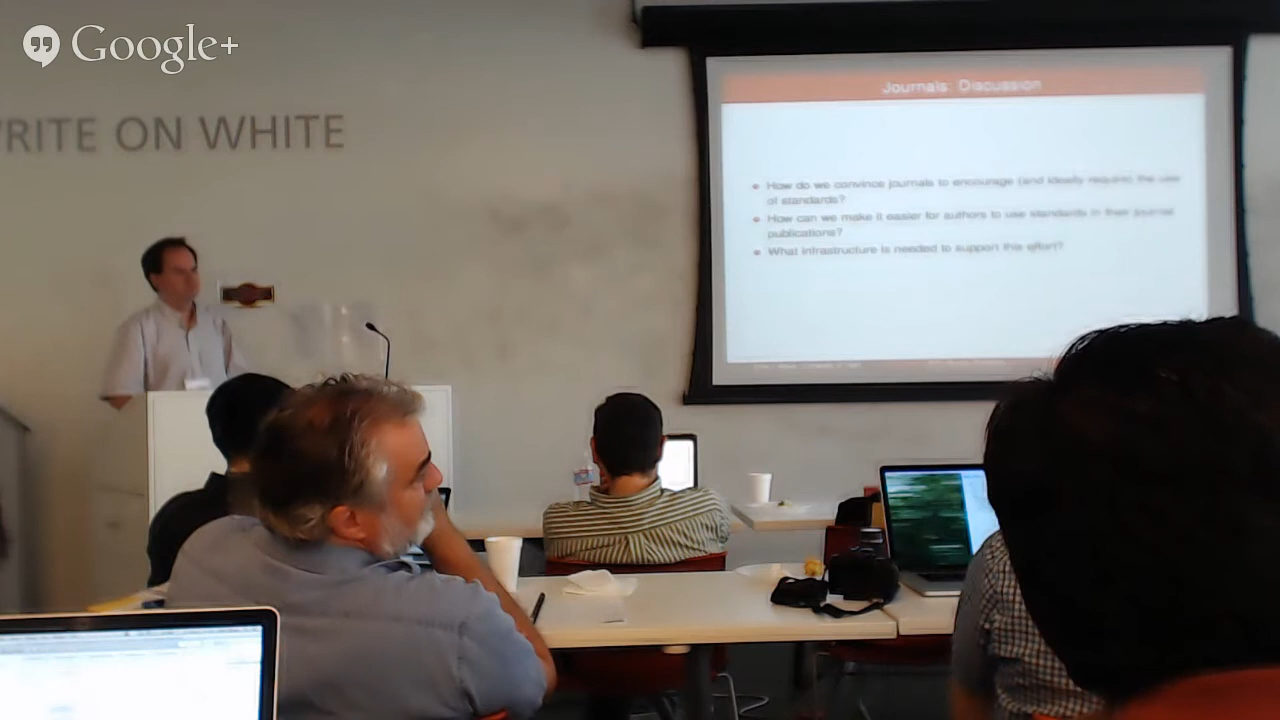 Google+
RITE ON WHITE
Journals: Discussion
How do we convince journals to encourage (and ideally require) the use
of standards?
How can we make it easier for authors to use standards in their journal
publications?
What infrastructure is needed to support this effort?